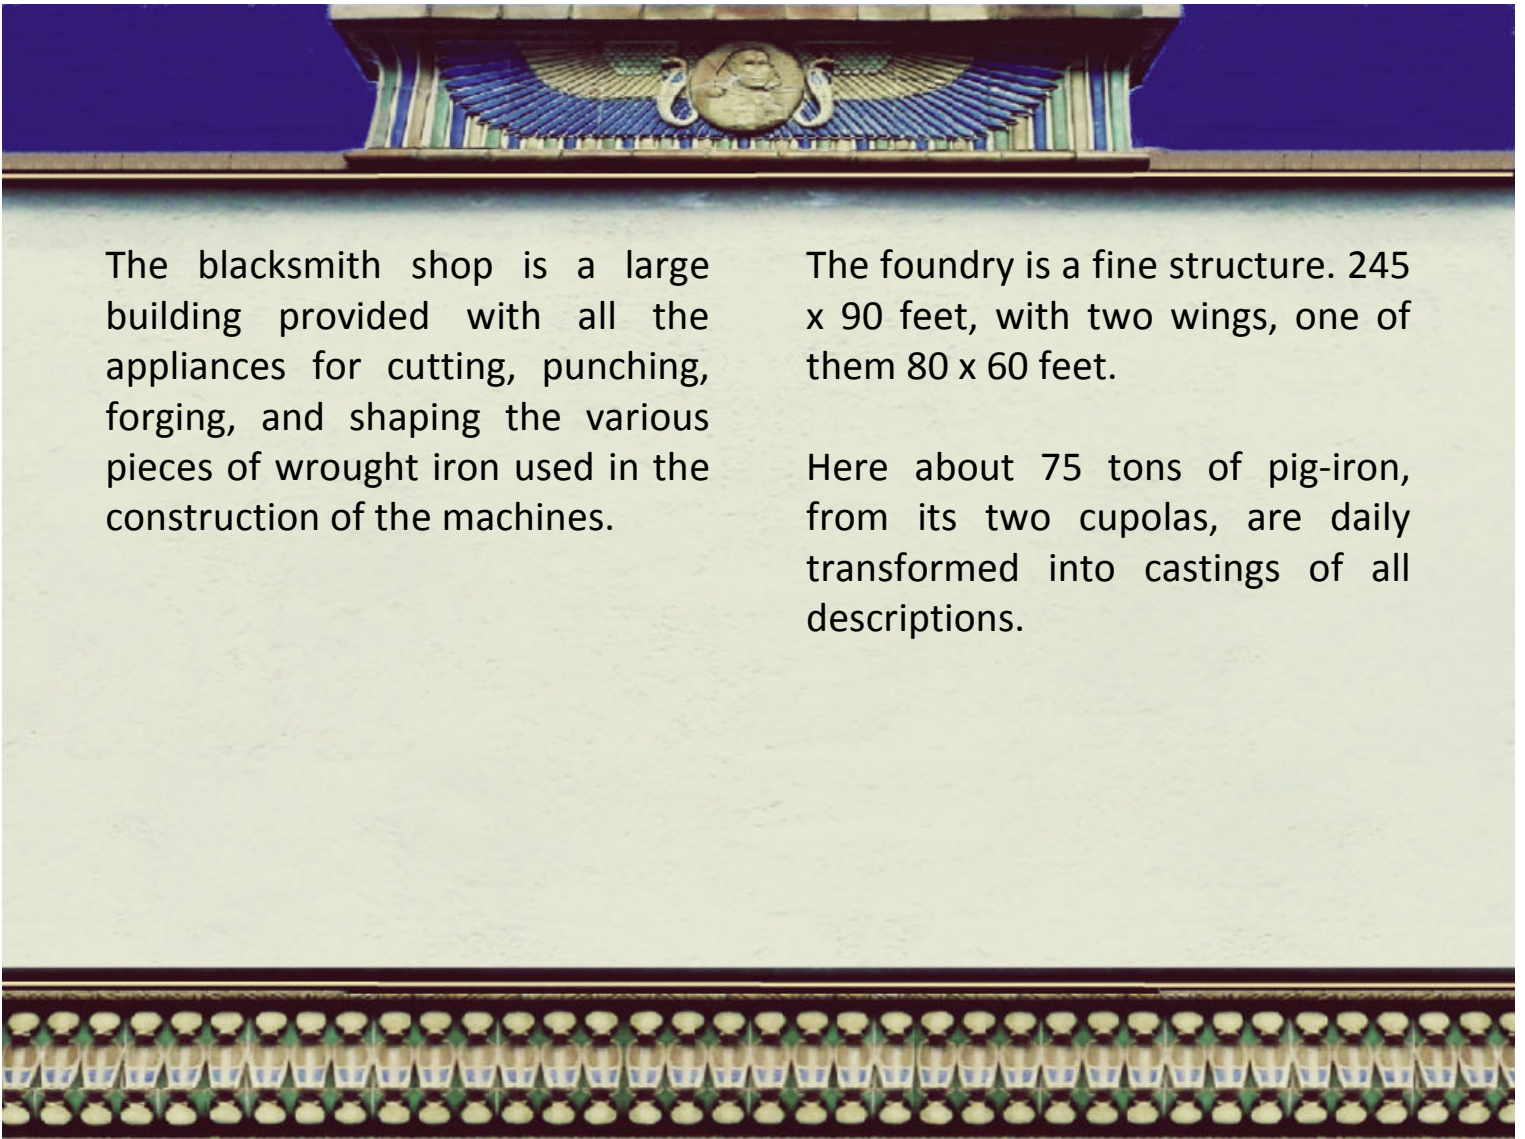 The blacksmith shop is a large
building provided with all the
appliances for cutting, punching,
forging, and shaping the various
pieces of wrought iron used in the
construction of the machines.
The foundry is a fine structure. 245
x 90 feet, with two wings, one of
them 80 x 60 feet.
Here about 75 tons of pig-iron,
from its two cupolas, are daily
transformed into castings of all
descriptions.